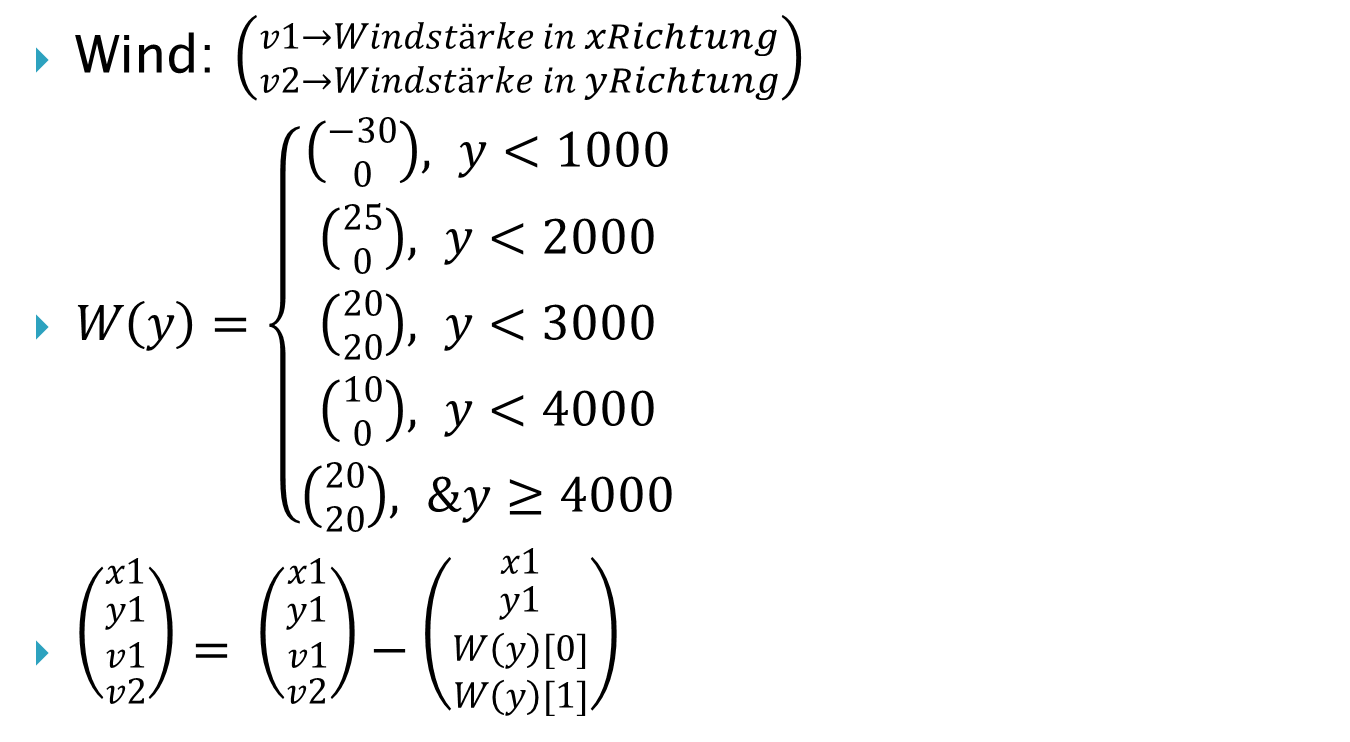 Wind: (v1→Windstärke in xRichtung
v2→Windstärke in yRichtung)
W(y) = {
(−30 0), y < 1000
(25 0), y < 2000
(20 20), y < 3000
(10 0), y < 4000
(20 20), &y ≥ 4000
(x1 y1 v1 v2) = (x1 y1 v1 v2) − (x1 y1 W(y)[0] W(y)[1])